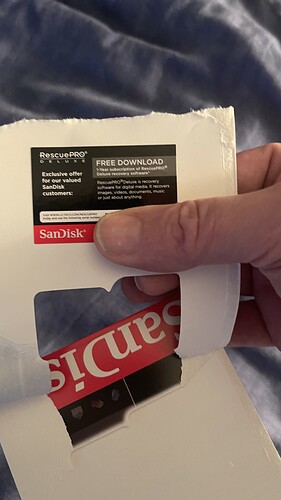 RescuePRO®
DELUXE
Exclusive offer
for our valued
SanDisk
customers:
FREE DOWNLOAD
1-Year subscription of RescuePRO®
Deluxe recovery software*
RescuePRO® Deluxe is recovery
software for digital media. It recovers
images, videos, documents, music
or just about anything.
SanDisk®
SanDis